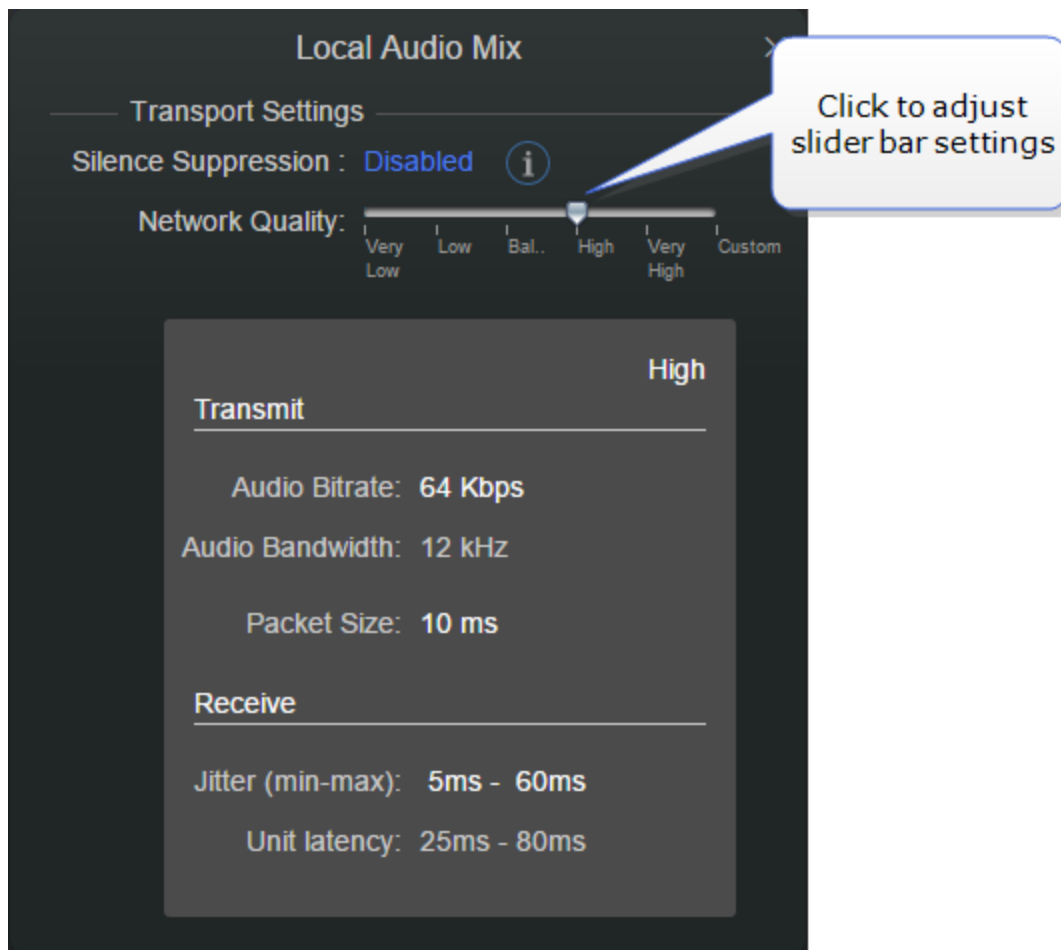 Local Audio Mix
Click to adjust
slider bar settings
Transport Settings
Silence Suppression : Disabled i
Network Quality:
Very Low Low Bal.. High Very High Custom
High
Transmit
Audio Bitrate: 64 Kbps
Audio Bandwidth: 12 kHz
Packet Size: 10 ms
Receive
Jitter (min-max): 5ms - 60ms
Unit latency: 25ms - 80ms